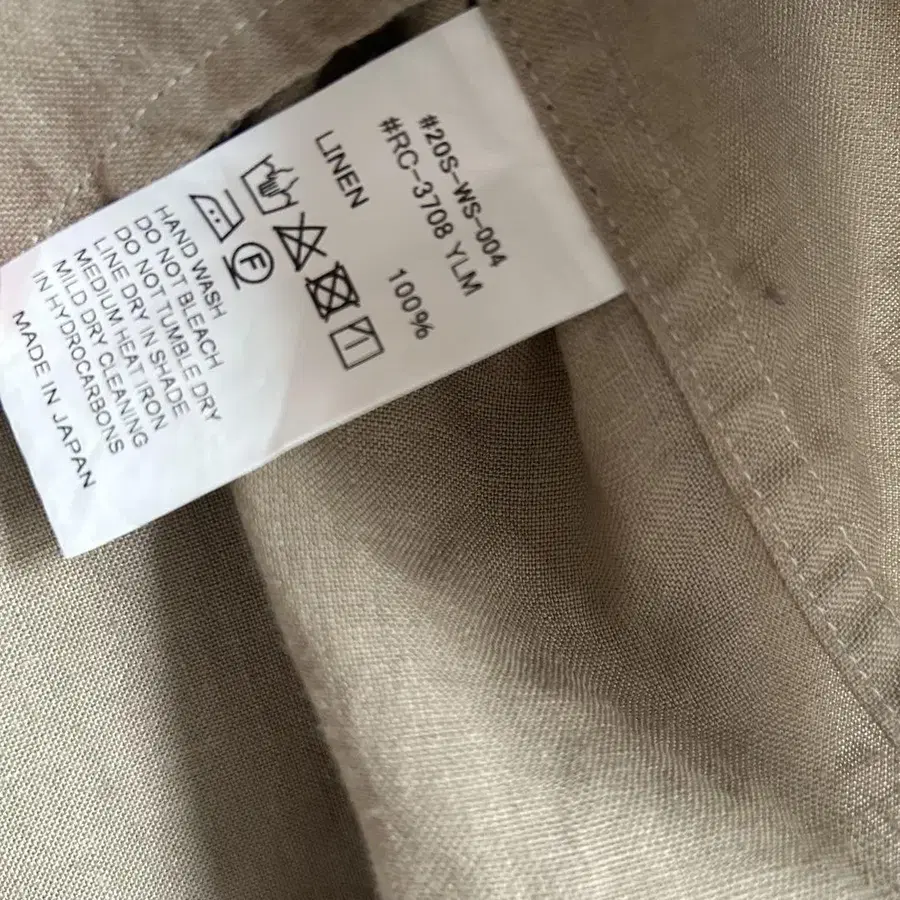 #20S-WS-004
#RC-3708 YLM
LINEN 100%
F
HAND WASH
DO NOT BLEACH
DO NOT TUMBLE DRY
LINE DRY IN SHADE
MEDIUM HEAT IRON
MILD DRY CLEANING
IN HYDROCARBONS
MADE IN JAPAN